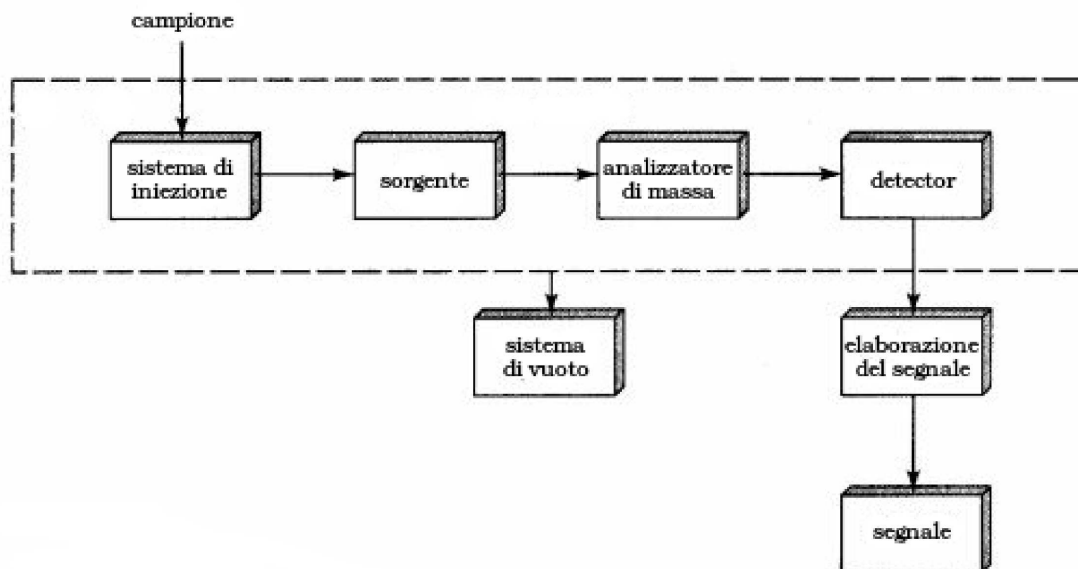 campione
sistema di
iniezione
sorgente
analizzatore
di massa
detector
sistema
di vuoto
elaborazione
del segnale
segnale